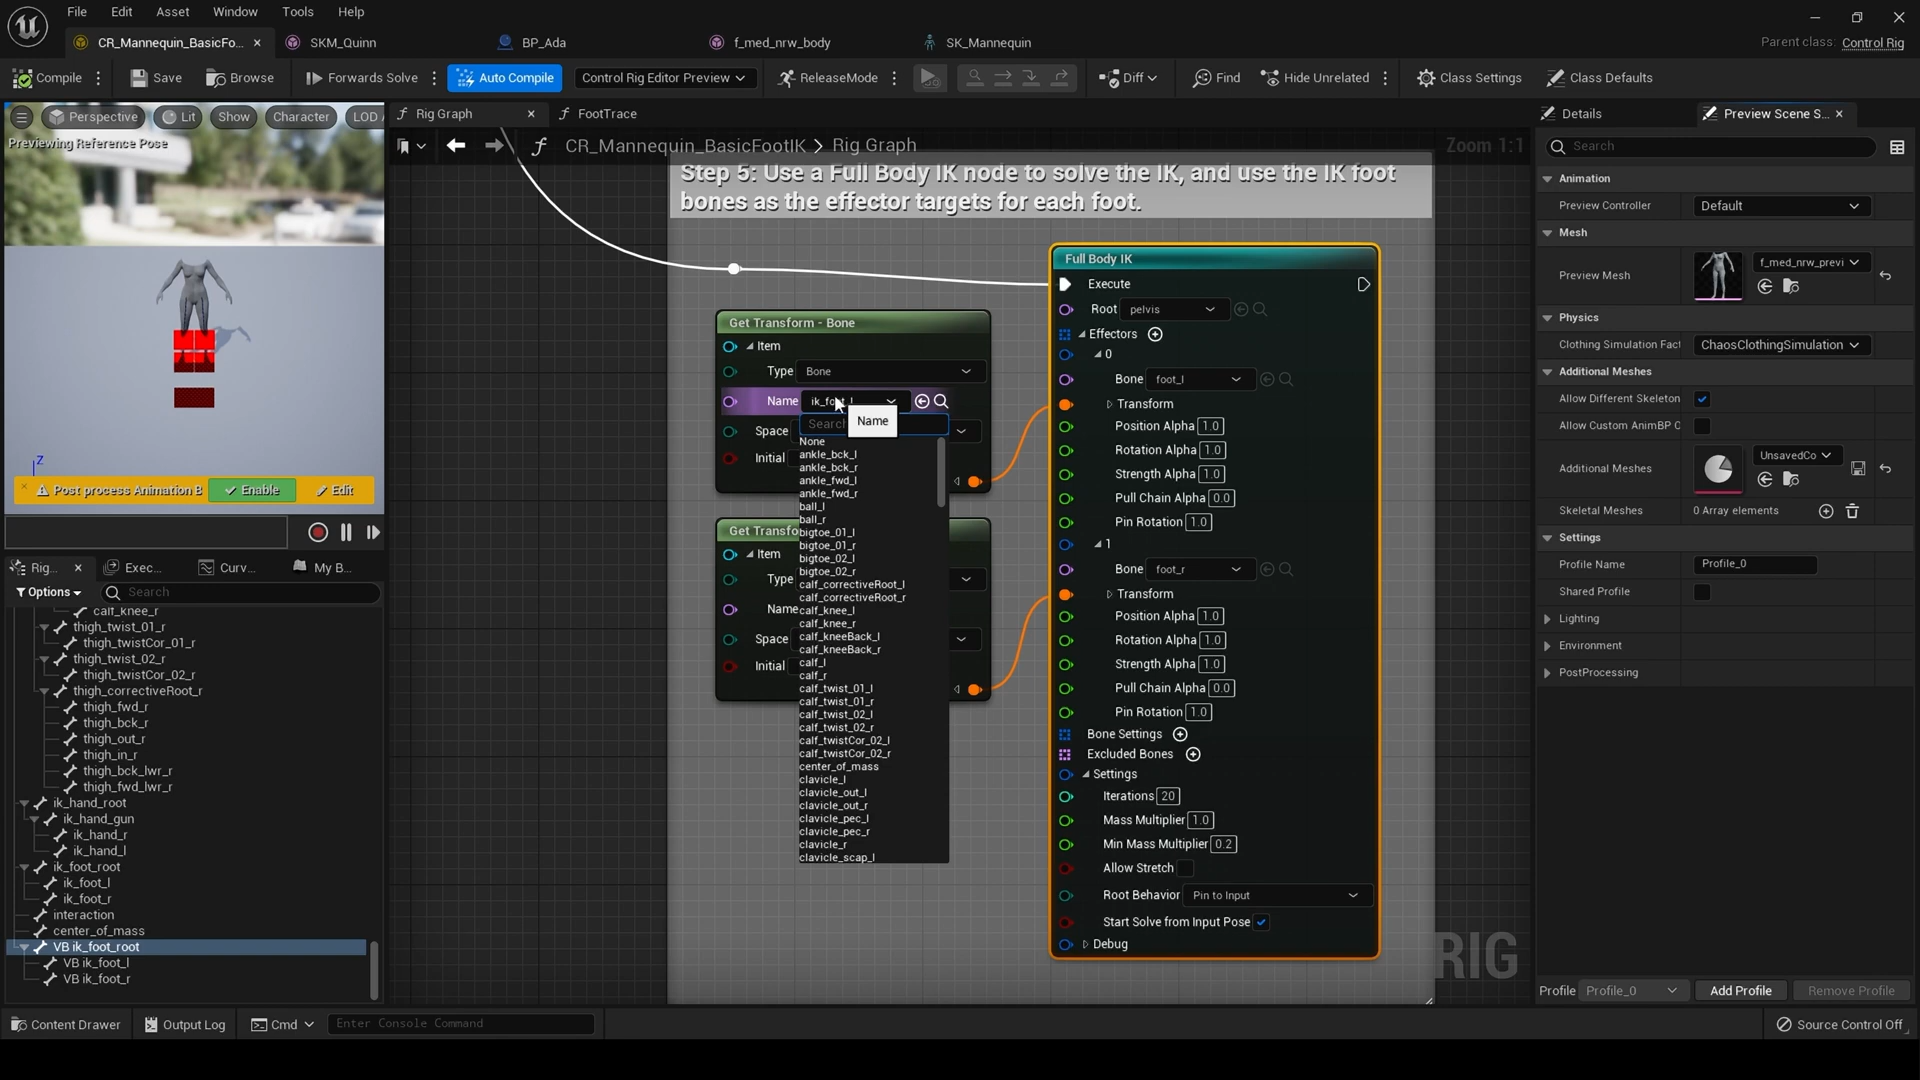 File Edit Asset Window Tools Help
CR_Mannequin_BasicFo... SKM_Quinn BP_Ada f_med_nrw_body SK_Mannequin Parent class: Control Rig
Compile Save Browse Forwards Solve Auto Compile Control Rig Editor Preview ReleaseMode Diff Find Hide Unrelated Class Settings Class Defaults
Perspective Lit Show Character LOD
Previewing Reference Pose
Z
Post process Animation B Enable Edit
Rig... Exec... Curv... My B...
Options Search
calf_knee_r
thigh_twist_01_r
thigh_twistCor_01_r
thigh_twist_02_r
thigh_twistCor_02_r
thigh_correctiveRoot_r
thigh_fwd_r
thigh_bck_r
thigh_out_r
thigh_in_r
thigh_bck_lwr_r
thigh_fwd_lwr_r
ik_hand_root
ik_hand_gun
ik_hand_r
ik_hand_l
ik_foot_root
ik_foot_l
ik_foot_r
interaction
center_of_mass
VB ik_foot_root
VB ik_foot_l
VB ik_foot_r
Rig Graph FootTrace
CR_Mannequin_BasicFootIK > Rig Graph Zoom 1:1
Step 5: Use a Full Body IK node to solve the IK, and use the IK foot
bones as the effector targets for each foot.
Get Transform - Bone
Item
Type Bone
Name
Space
Initial
Search
Name
None
ankle_bck_l
ankle_bck_r
ankle_fwd_l
ankle_fwd_r
ball_l
ball_r
bigtoe_01_l
bigtoe_01_r
bigtoe_02_l
bigtoe_02_r
calf_correctiveRoot_l
calf_correctiveRoot_r
calf_knee_l
calf_knee_r
calf_kneeBack_l
calf_kneeBack_r
calf_l
calf_r
calf_twist_01_l
calf_twist_01_r
calf_twist_02_l
calf_twist_02_r
calf_twistCor_02_l
calf_twistCor_02_r
center_of_mass
clavicle_l
clavicle_out_l
clavicle_out_r
clavicle_pec_l
clavicle_pec_r
clavicle_r
clavicle_scap_l
Item
Type
Name
Space
Initial
Full Body IK
Execute
Root pelvis
Effectors
0
Bone foot_l
Transform
Position Alpha 1.0
Rotation Alpha 1.0
Strength Alpha 1.0
Pull Chain Alpha 0.0
Pin Rotation 1.0
1
Bone foot_r
Transform
Position Alpha 1.0
Rotation Alpha 1.0
Strength Alpha 1.0
Pull Chain Alpha 0.0
Pin Rotation 1.0
Bone Settings
Excluded Bones
Settings
Iterations 20
Mass Multiplier 1.0
Min Mass Multiplier 0.2
Allow Stretch
Root Behavior Pin to Input
Start Solve from Input Pose
Debug
RIG
Details Preview Scene S...
Search
Animation
Preview Controller Default
Mesh
Preview Mesh f_med_nrw_previ
Physics
Clothing Simulation Fact ChaosClothingSimulation
Additional Meshes
Allow Different Skeleton
Allow Custom AnimBP
Additional Meshes UnsavedCo
Skeletal Meshes 0 Array elements
Settings
Profile Name Profile_0
Shared Profile
Lighting
Environment
PostProcessing
Profile Profile_0 Add Profile Remove Profile
Content Drawer Output Log Cmd Enter Console Command Source Control Off